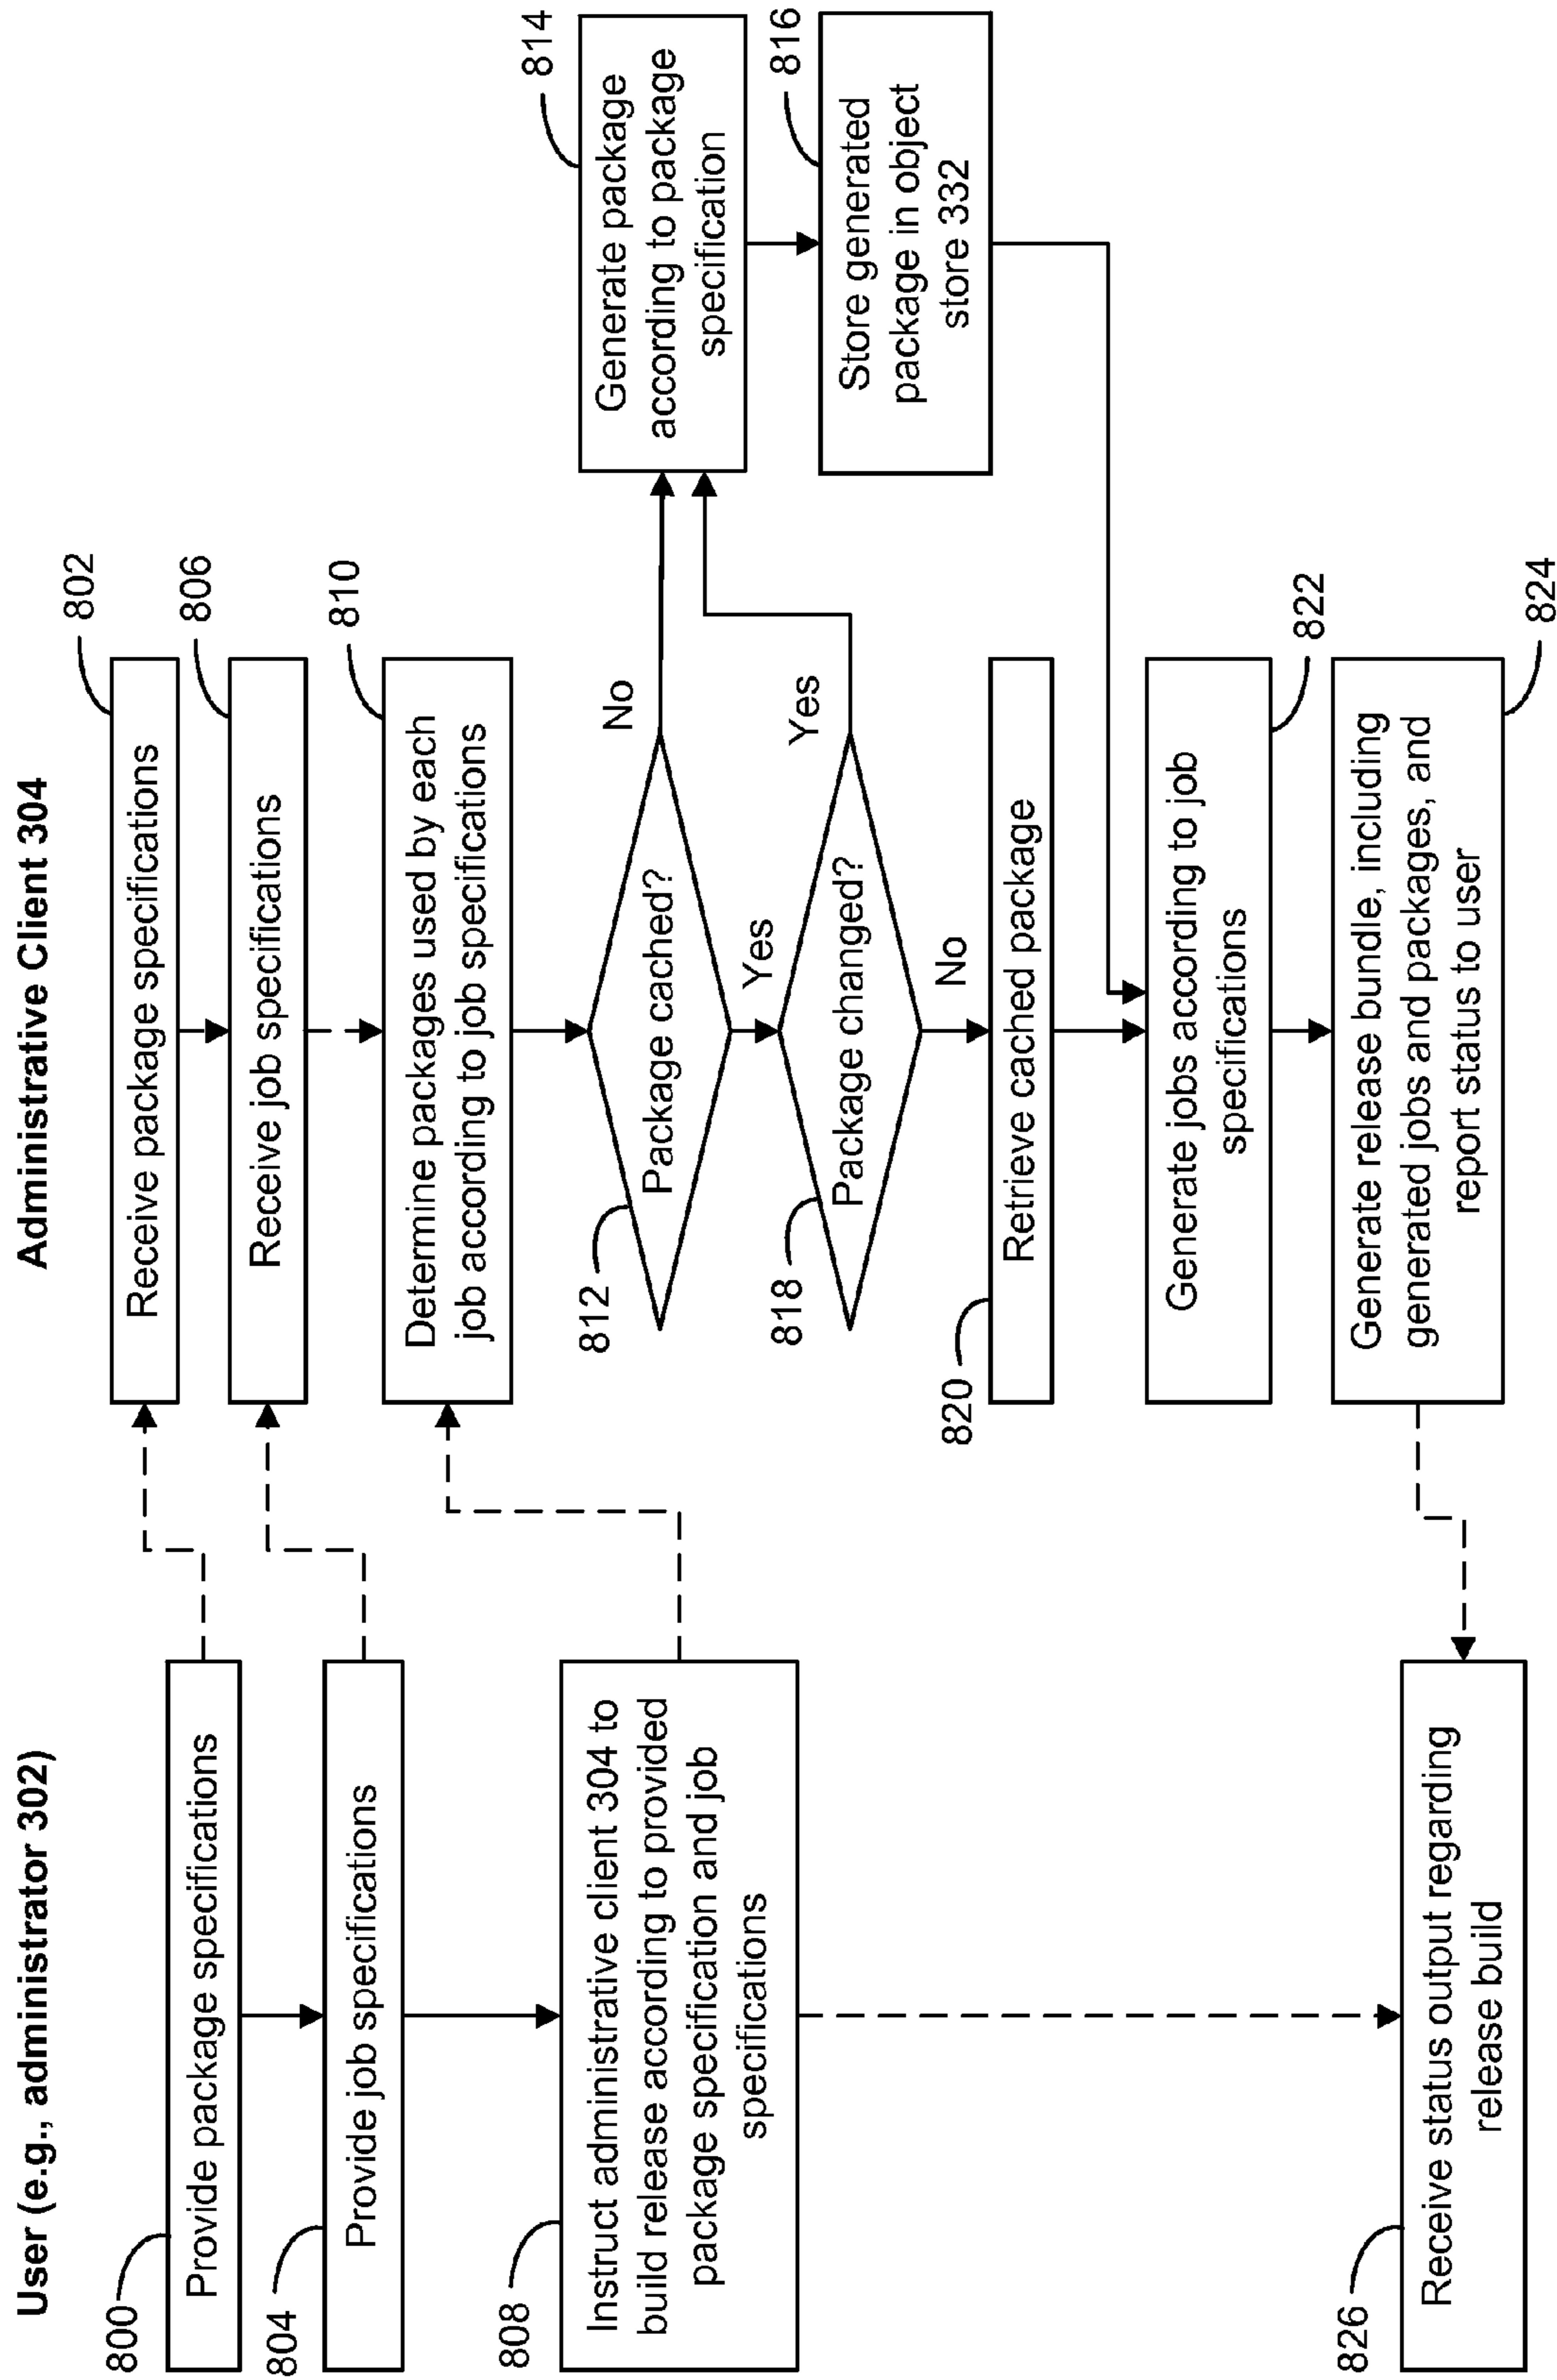 User (e.g., administrator 302)
800
Provide package specifications
804
Provide job specifications
808
Instruct administrative client 304 to
build release according to provided
package specification and job
specifications
826
Receive status output regarding
release build
Administrative Client 304
802
Receive package specifications
806
Receive job specifications
810
Determine packages used by each
job according to job specifications
812
Package cached?
No
Yes
818
Package changed?
Yes
No
814
Generate package
according to package
specification
816
Store generated
package in object
store 332
820
Retrieve cached package
822
Generate jobs according to job
specifications
824
Generate release bundle, including
generated jobs and packages, and
report status to user